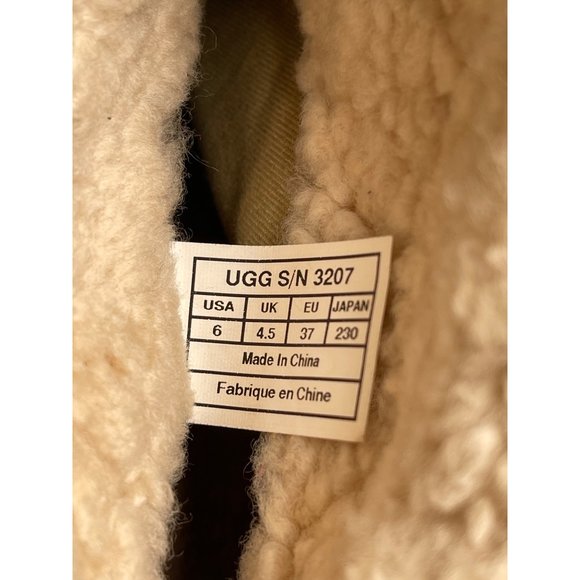 UGG S/N 3207
USA UK EU JAPAN
6 4.5 37 230
Made In China
Fabrique en Chine